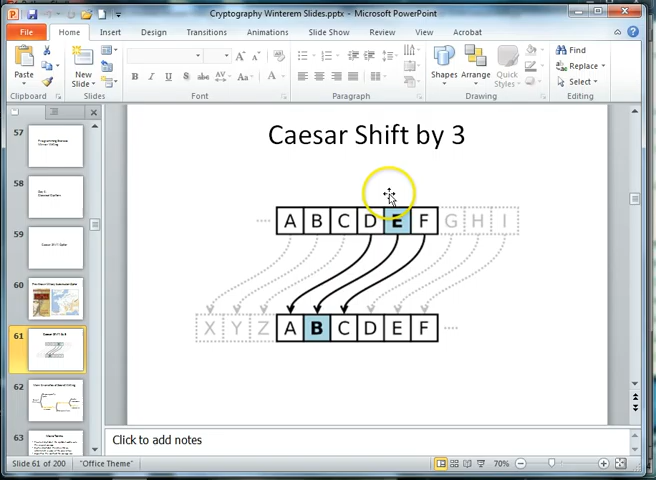 Cryptography Winterem Slides.pptx - Microsoft PowerPoint
File Home Insert Design Transitions Animations Slide Show Review View Acrobat
Paste
New Slide
Shapes Arrange Quick Styles
Find
Replace
Select
Clipboard Slides Font Paragraph Drawing Editing
57
58
59
60
61
62
63
Caesar Shift by 3
A B C D E F G H I
X Y Z A B C D E F
Click to add notes
Slide 61 of 200 "Office Theme" 70%